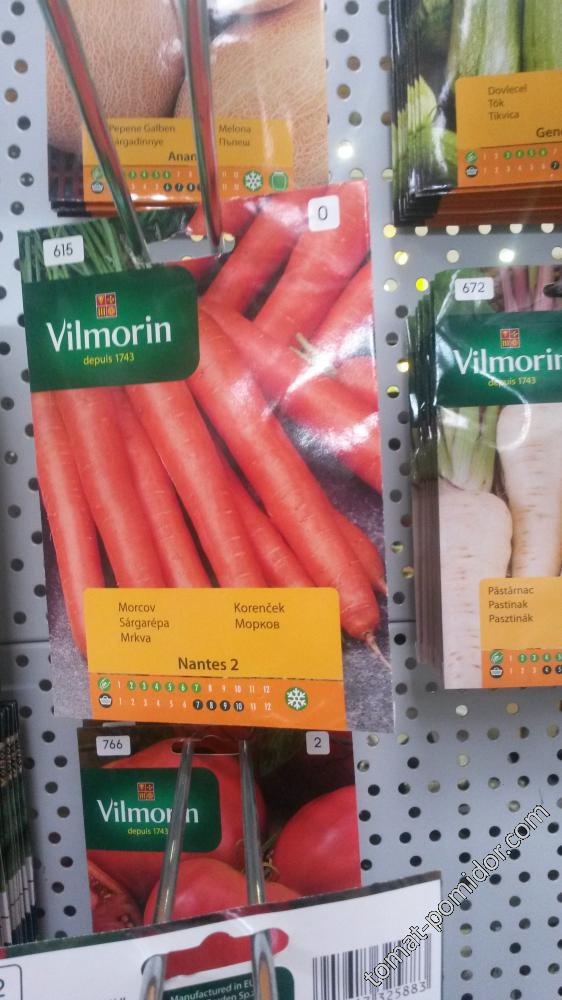 Pepene Galben
Sárgadinnye
Melona
Пъпеш
Dovlecel
Tök
Tikvica
615
0
Vilmorin
depuis 1743
Morcov
Sárgarépa
Mrkva
Korenček
Морков
Nantes 2
1 2 3 4 5 6 7 8 9 10 11 12
1 2 3 4 5 6 7 8 9 10 11 12
672
Vilmorin
depuis 1743
Păstârnac
Pastinak
Pasztinák
766
2
Vilmorin
depuis 1743
Manufactured in EU
tomat-pomidor.com